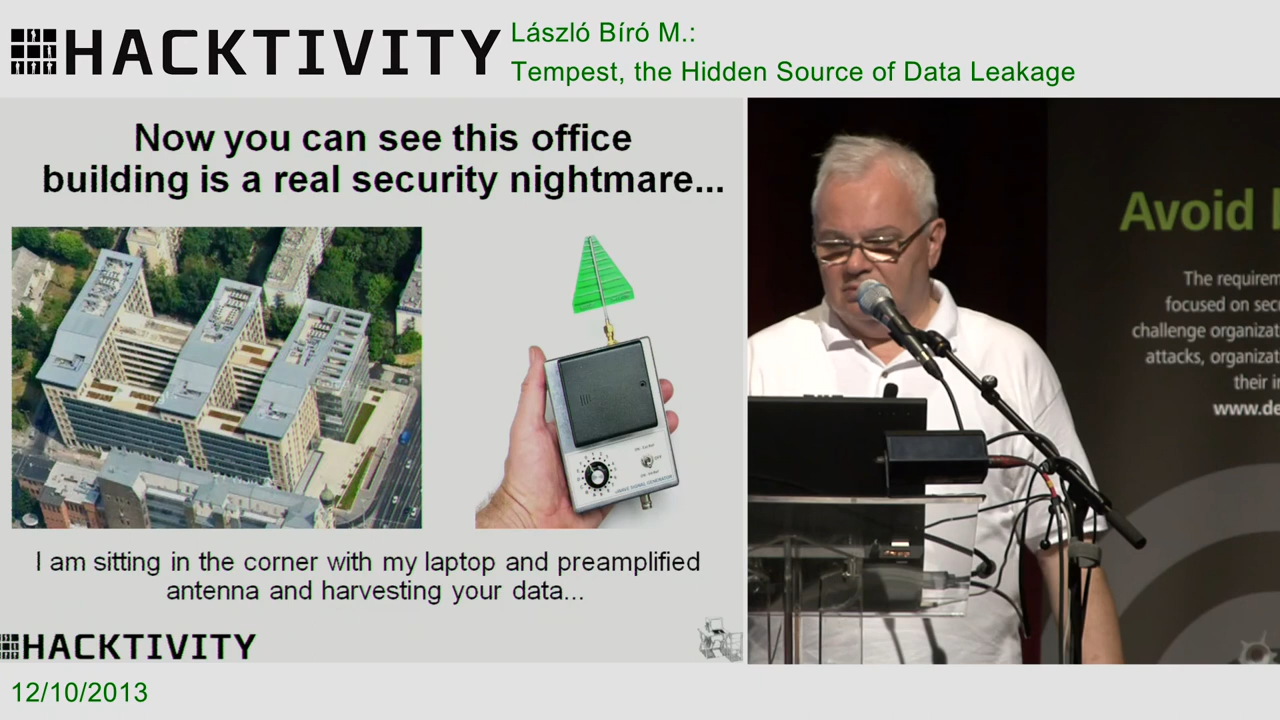 HACKTIVITY
László Bíró M.:
Tempest, the Hidden Source of Data Leakage
Now you can see this office
building is a real security nightmare...
I am sitting in the corner with my laptop and preamplified
antenna and harvesting your data...
HACKTIVITY
12/10/2013
Avoid
The requirem
focused on sec
challenge organizat
attacks, organizat
their in
www.de